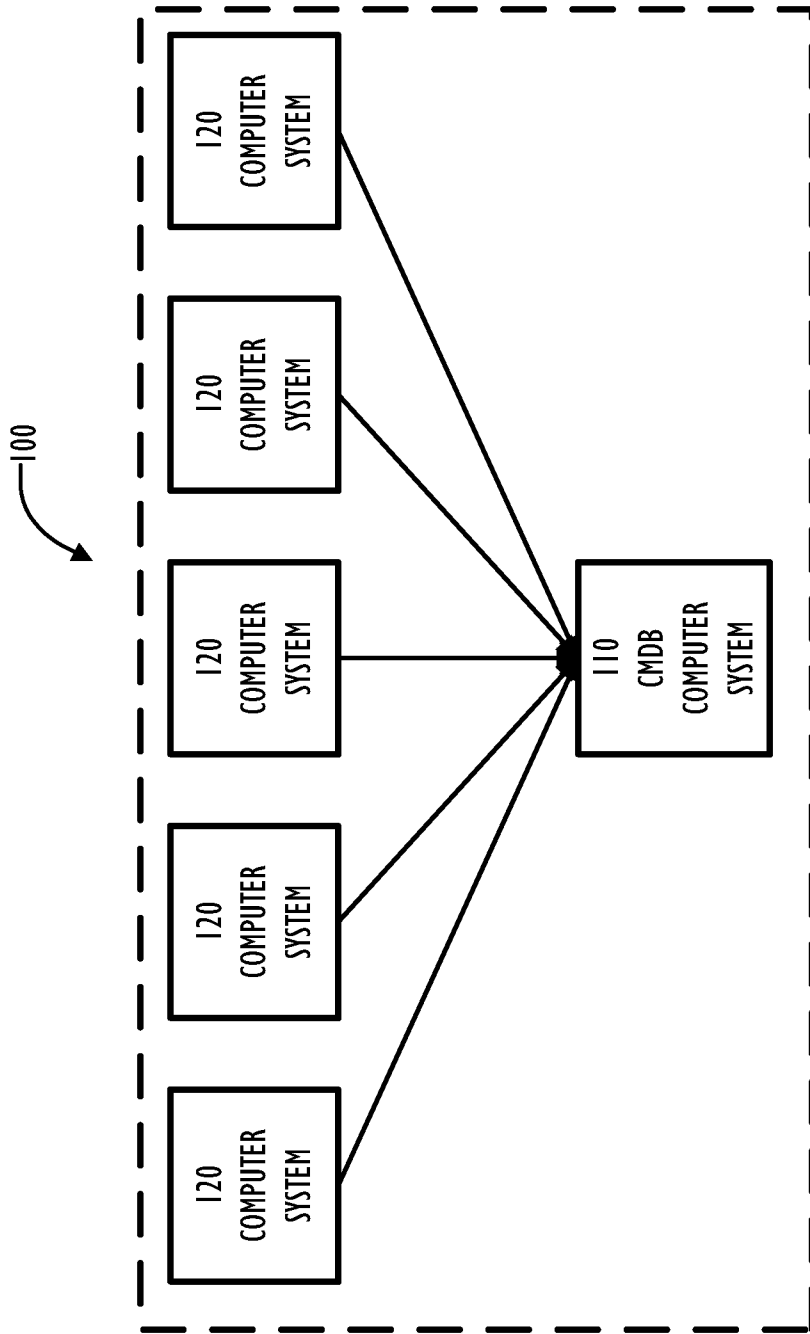 100
120
COMPUTER
SYSTEM
120
COMPUTER
SYSTEM
120
COMPUTER
SYSTEM
120
COMPUTER
SYSTEM
120
COMPUTER
SYSTEM
110
CMDB
COMPUTER
SYSTEM